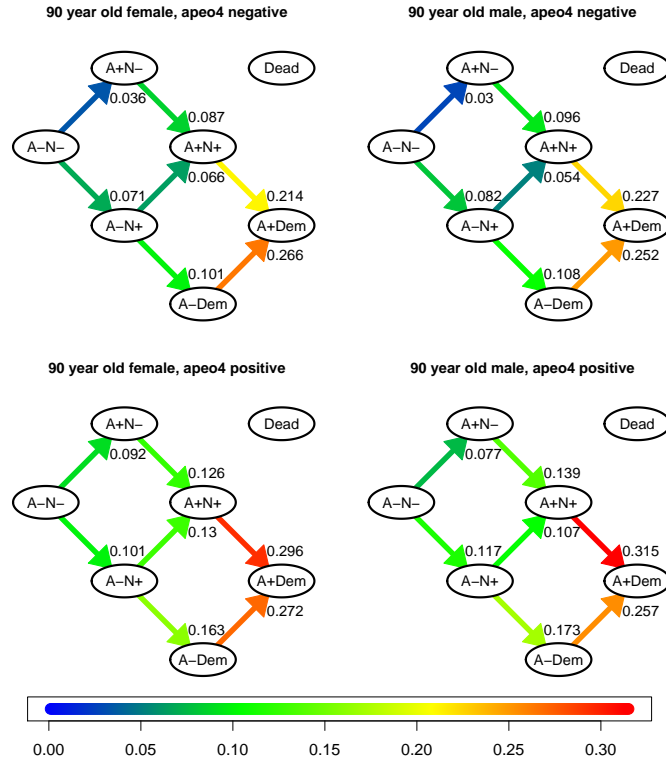 90 year old female, apeo4 negative
A+N−
Dead
0.036
0.087
A−N−
A+N+
0.071
0.066
0.214
A−N+
A+Dem
0.101
0.266
A−Dem
90 year old male, apeo4 negative
A+N−
Dead
0.03
0.096
A−N−
A+N+
0.082
0.054
0.227
A−N+
A+Dem
0.108
0.252
A−Dem
90 year old female, apeo4 positive
A+N−
Dead
0.092
0.126
A−N−
A+N+
0.101
0.13
0.296
A−N+
A+Dem
0.163
0.272
A−Dem
90 year old male, apeo4 positive
A+N−
Dead
0.077
0.139
A−N−
A+N+
0.117
0.107
0.315
A−N+
A+Dem
0.173
0.257
A−Dem
0.00 0.05 0.10 0.15 0.20 0.25 0.30